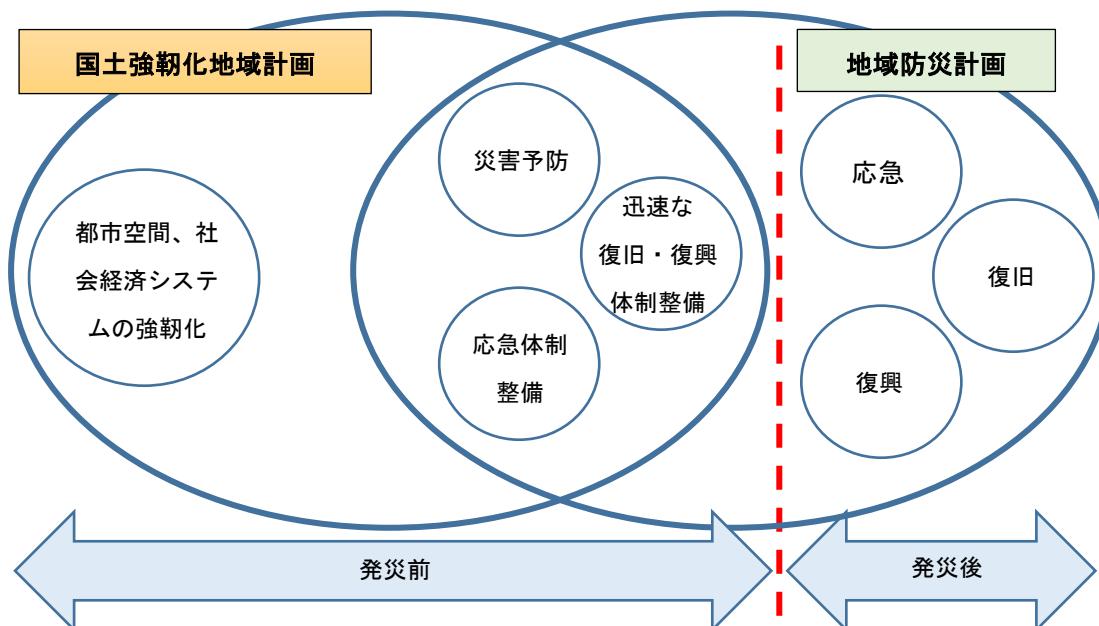 国土強靭化地域計画
地域防災計画
都市空間、社
会経済システ
ムの強靭化
災害予防
迅速な
復旧・復興
体制整備
応急体制
整備
応急
復旧
復興
発災前
発災後